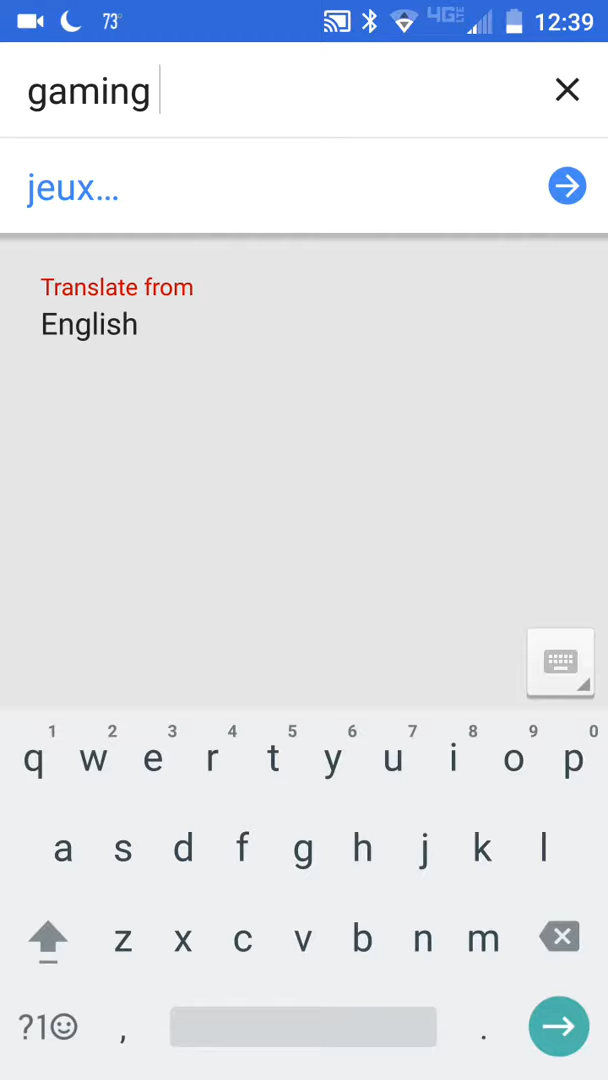 73° 4G LTE 12:39
gaming
jeux...
Translate from
English
1 2 3 4 5 6 7 8 9 0
q w e r t y u i o p
a s d f g h j k l
z x c v b n m
?1☺ , .